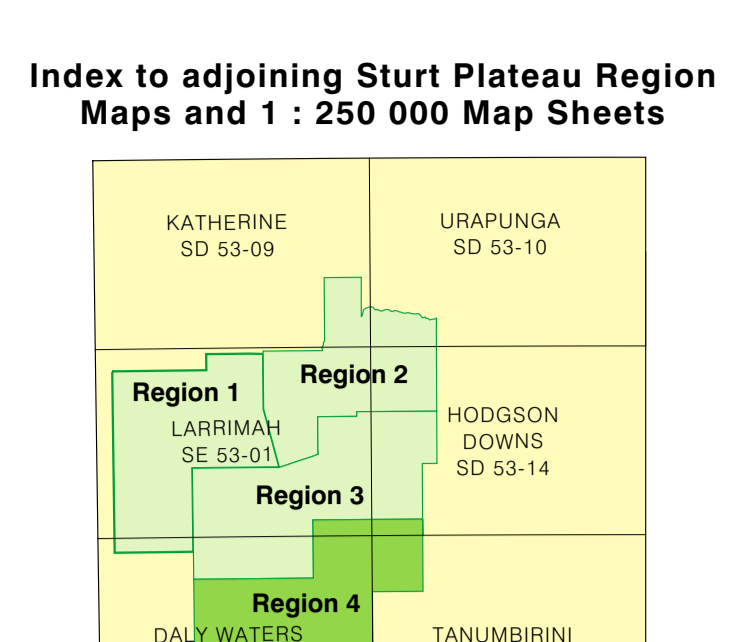 Index to adjoining Sturt Plateau Region
Maps and 1 : 250 000 Map Sheets
KATHERINE
SD 53-09
URAPUNGA
SD 53-10
Region 2
Region 1
LARRIMAH
SE 53-01
HODGSON
DOWNS
SD 53-14
Region 3
Region 4
DALY WATERS
TANUMBIRINI